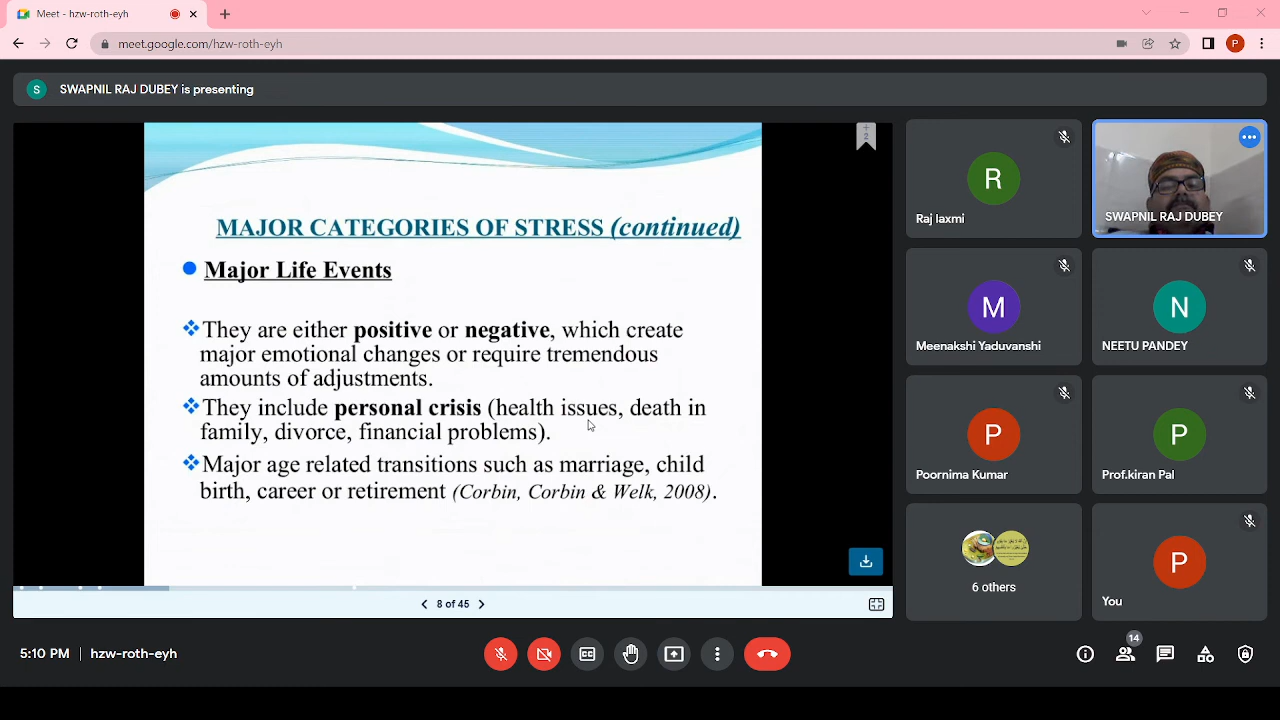 Meet - hzw-roth-eyh
meet.google.com/hzw-roth-eyh
P
S
SWAPNIL RAJ DUBEY is presenting
+
2
MAJOR CATEGORIES OF STRESS (continued)
Major Life Events
They are either positive or negative, which create
major emotional changes or require tremendous
amounts of adjustments.
They include personal crisis (health issues, death in
family, divorce, financial problems).
Major age related transitions such as marriage, child
birth, career or retirement (Corbin, Corbin & Welk, 2008).
8 of 45
R
Raj laxmi
SWAPNIL RAJ DUBEY
M
Meenakshi Yaduvanshi
N
NEETU PANDEY
P
Poornima Kumar
P
Prof.kiran Pal
6 others
P
You
5:10 PM | hzw-roth-eyh
CC
14